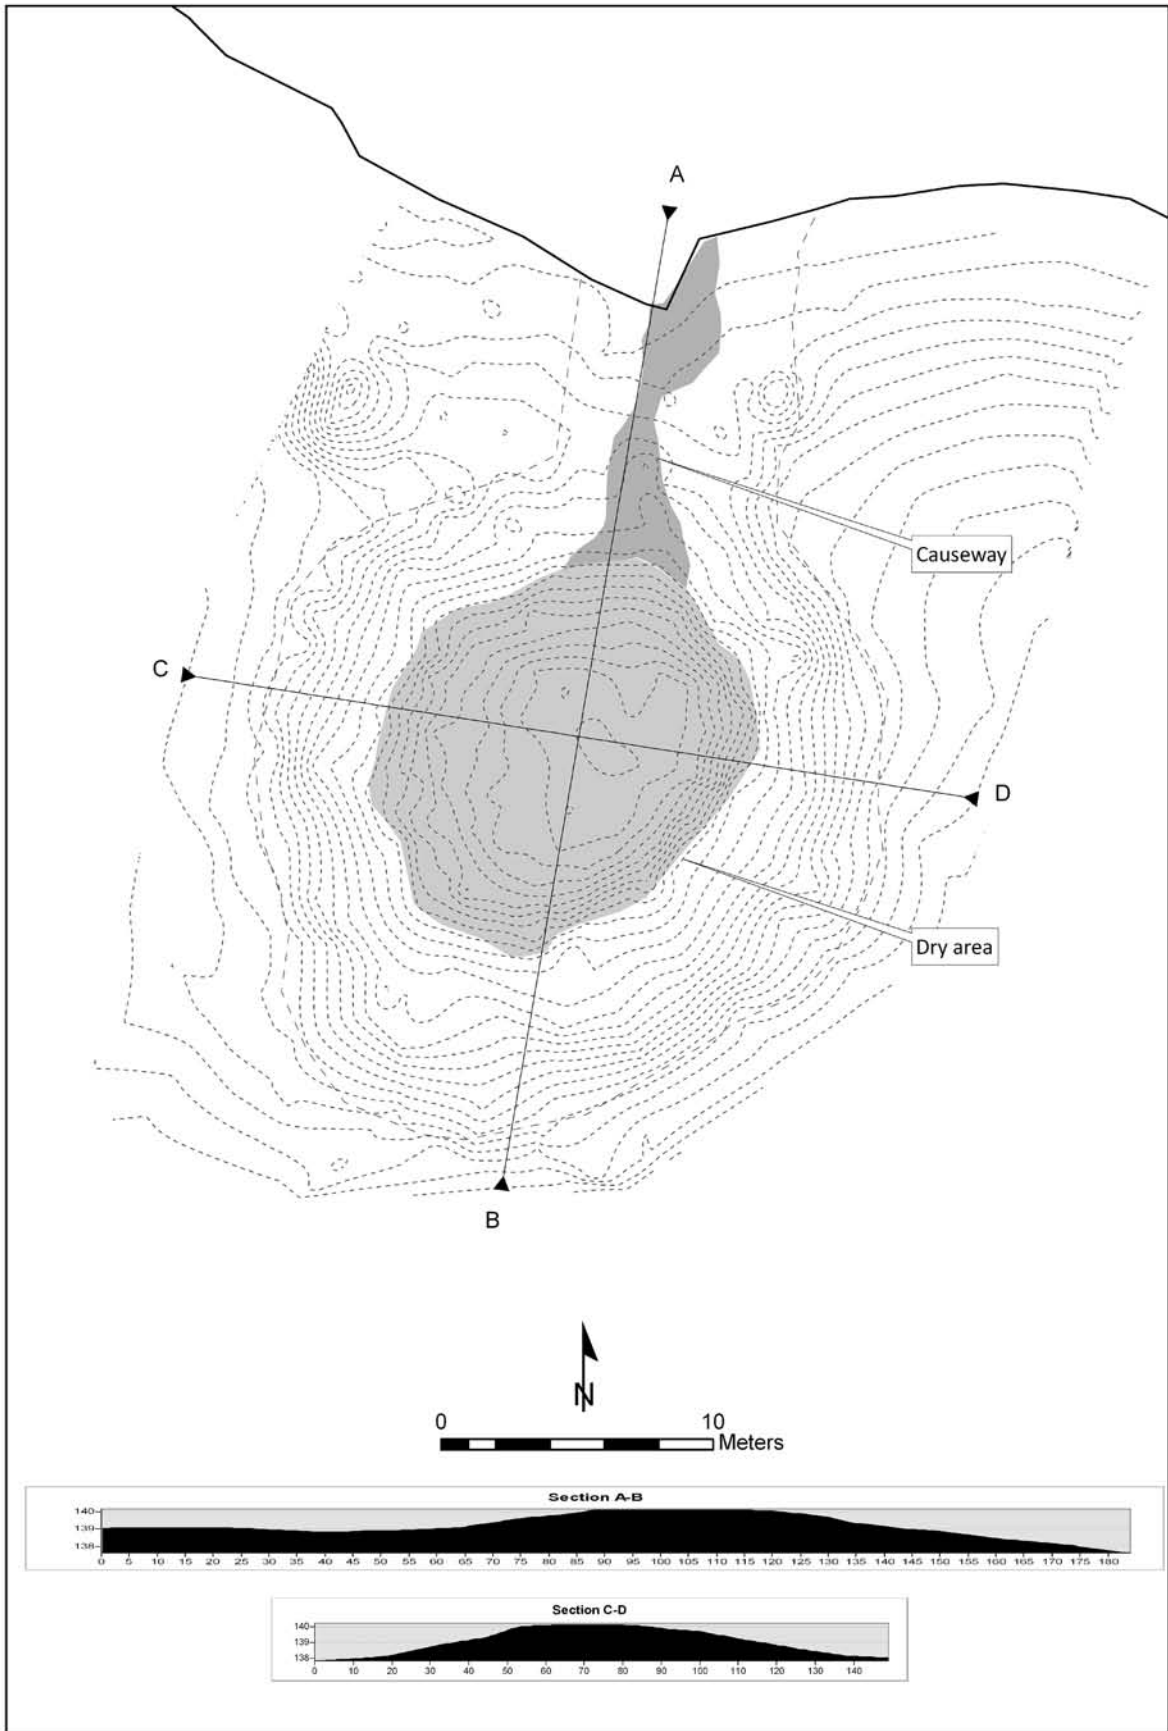 A
Causeway
C
D
Dry area
B
N
0 10
Meters
Section A-B
140
139
138
0 5 10 15 20 25 30 35 40 45 50 55 60 65 70 75 80 85 90 95 100 105 110 115 120 125 130 135 140 145 150 155 160 165 170 175 180
Section C-D
140
139
138
0 10 20 30 40 50 60 70 80 90 100 110 120 130 140